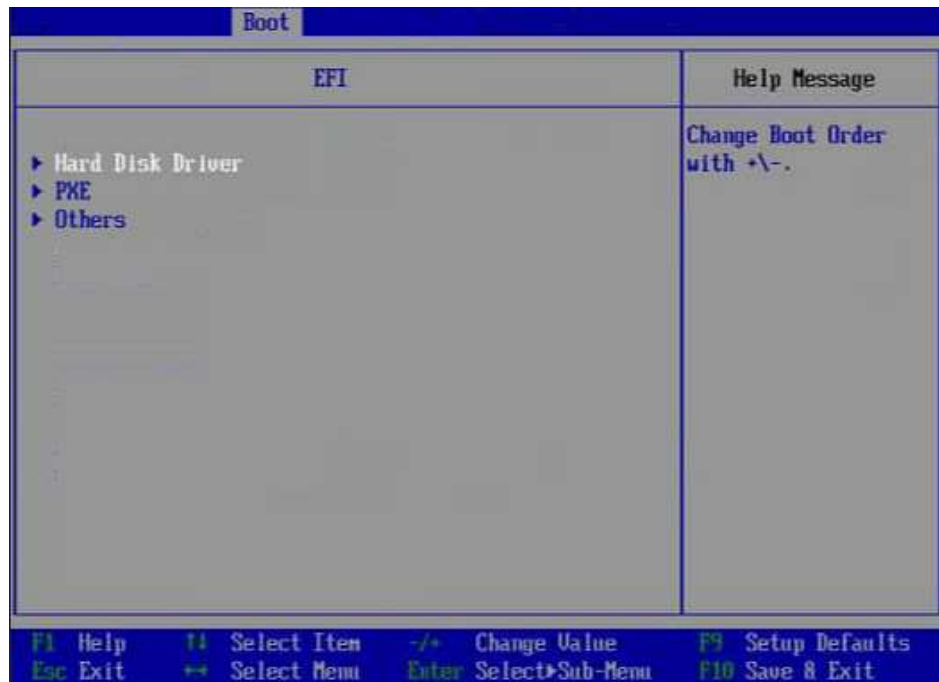 Boot
EFI
Help Message
▶ Hard Disk Driver
▶ PXE
▶ Others
Change Boot Order
with +\-.
F1 Help ↑↓ Select Item -/+ Change Value F9 Setup Defaults
Esc Exit ↔ Select Menu Enter Select▶Sub-Menu F10 Save & Exit